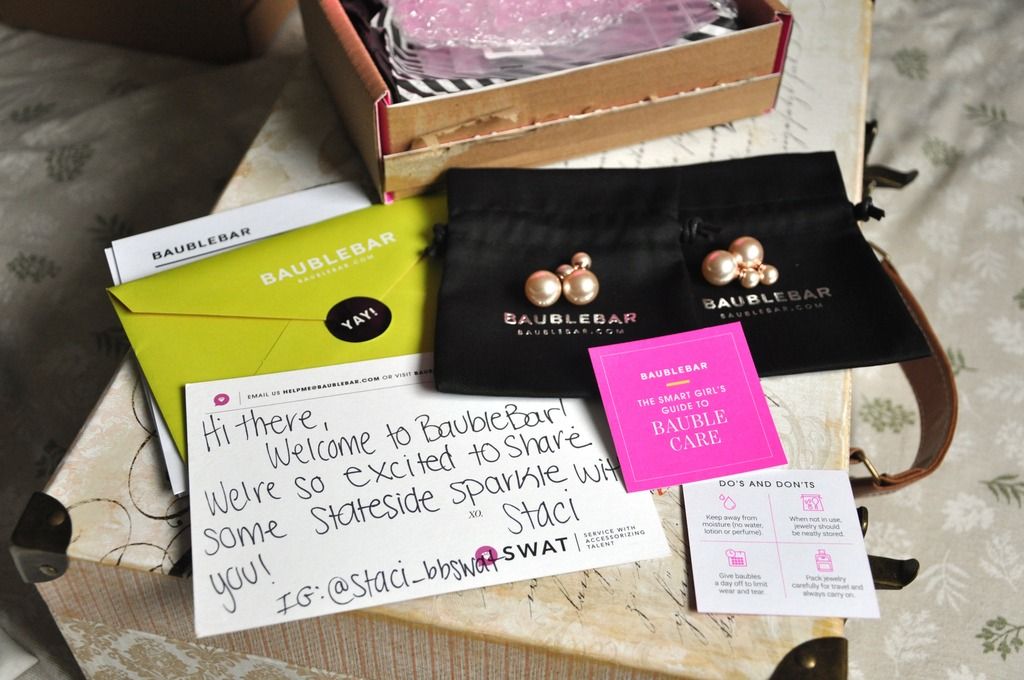 BAUBLEBAR
BAUBLEBAR
BAUBLEBAR.COM
YAY!
BAUBLEBAR
BAUBLEBAR.COM
BAUBLEBAR
BAUBLEBAR.COM
EMAIL US HELPME@BAUBLEBAR.COM OR VISIT
Hi there,
Welcome to BaubleBar!
We're so excited to share
some stateside sparkle
you!
xo,
Staci
IG: @staci_bbswat
SWAT
SERVICE WITH
ACCESSORIZING
TALENT
BAUBLEBAR
THE SMART GIRL'S
GUIDE TO
BAUBLE
CARE
DO'S AND DON'TS
Keep away from
moisture (no water,
lotion or perfume).
When not in use,
jewelry should
be neatly stored.
Give baubles
a day off to limit
wear and tear.
Pack jewelry
carefully for travel and
always carry on.